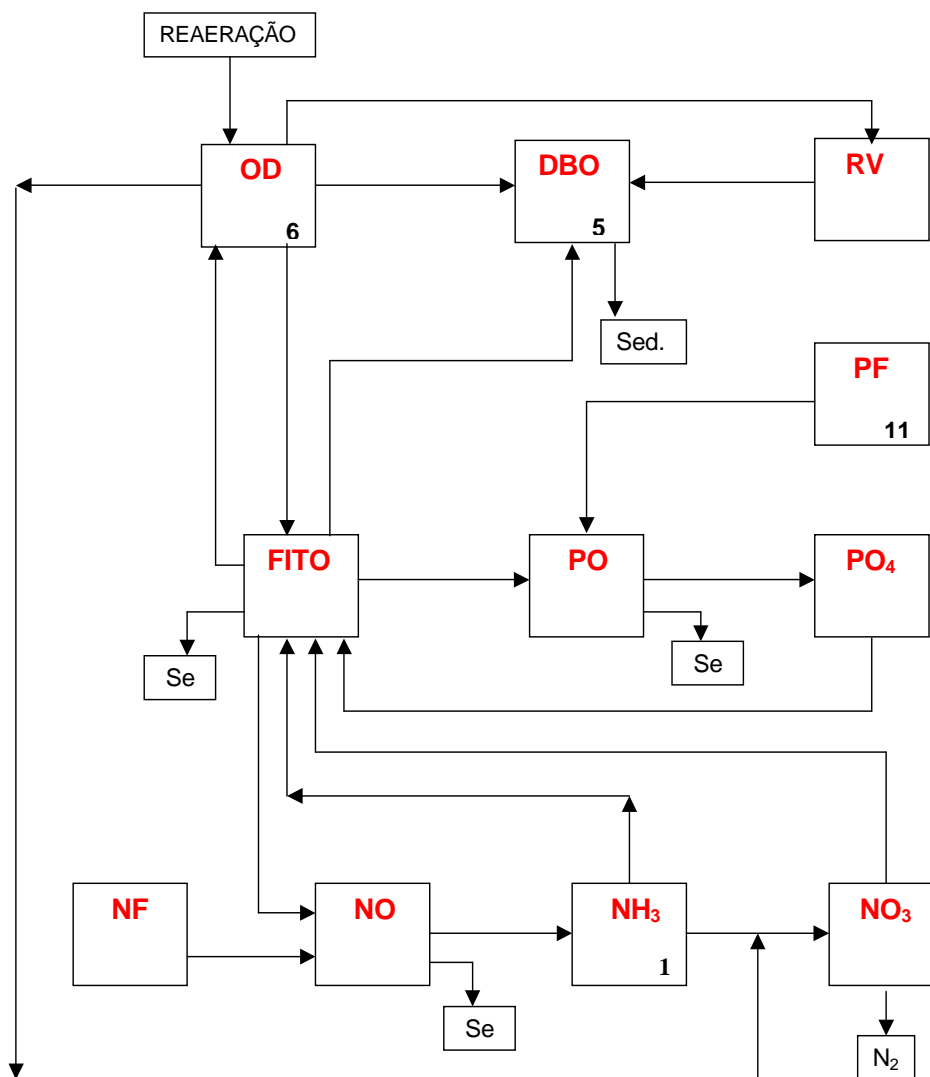 REAERAÇÃO
OD
6
DBO
5
RV
Sed.
PF
11
FITO
PO
PO₄
Se
Se
NF
NO
NH₃
1
NO₃
Se
N₂